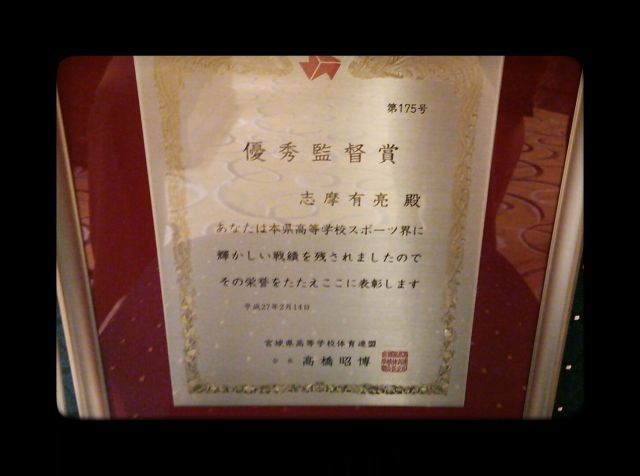 第175号
優秀監督賞
志摩有亮 殿
あなたは本県高等学校スポーツ界に
輝かしい戦績を残されましたので
その栄誉をたたえここに表彰します
平成27年2月14日
宮城県高等学校体育連盟
会長 髙橋昭博